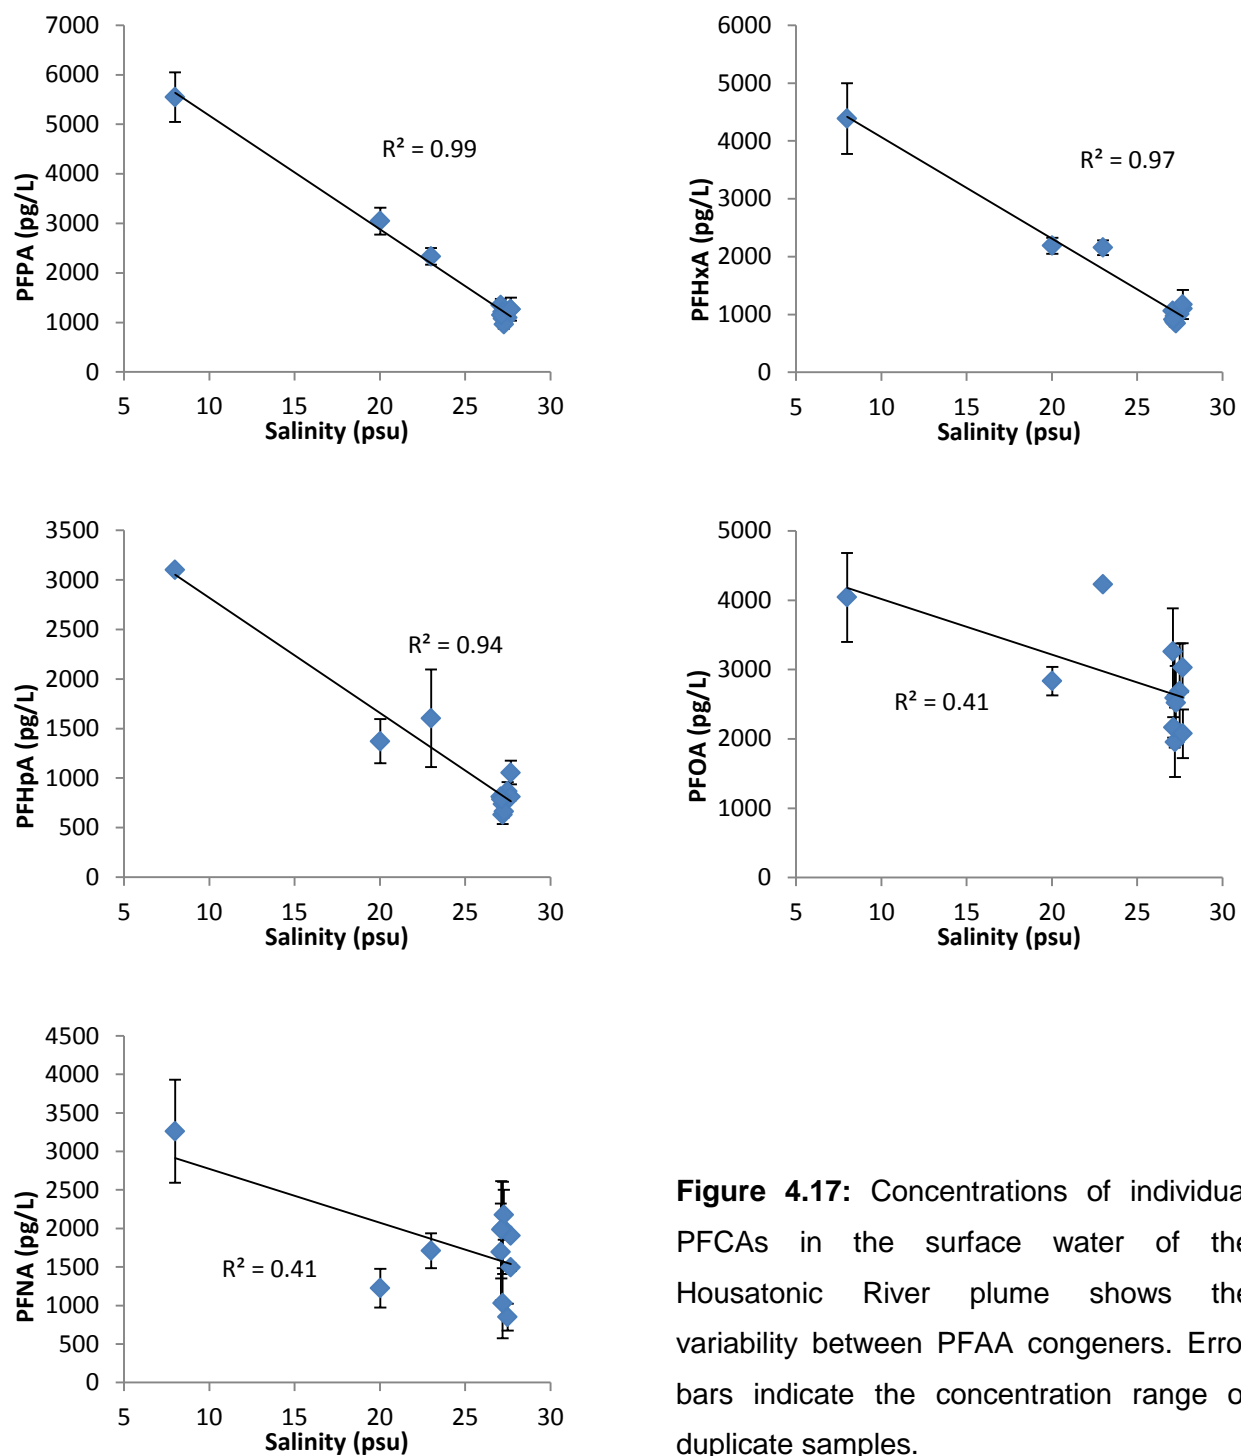 7000
6000
5000
4000
3000
2000
1000
0
PFPA (pg/L)
R² = 0.99
5 10 15 20 25 30
Salinity (psu)
6000
5000
4000
3000
2000
1000
0
PFHxA (pg/L)
R² = 0.97
5 10 15 20 25 30
Salinity (psu)
3500
3000
2500
2000
1500
1000
500
0
PFHpA (pg/L)
R² = 0.94
5 10 15 20 25 30
Salinity (psu)
5000
4000
3000
2000
1000
0
PFOA (pg/L)
R² = 0.41
5 10 15 20 25 30
Salinity (psu)
4500
4000
3500
3000
2500
2000
1500
1000
500
0
PFNA (pg/L)
R² = 0.41
5 10 15 20 25 30
Salinity (psu)
Figure 4.17: Concentrations of individua
PFCAs in the surface water of the
Housatonic River plume shows the
variability between PFAA congeners. Erro
bars indicate the concentration range o
duplicate samples.